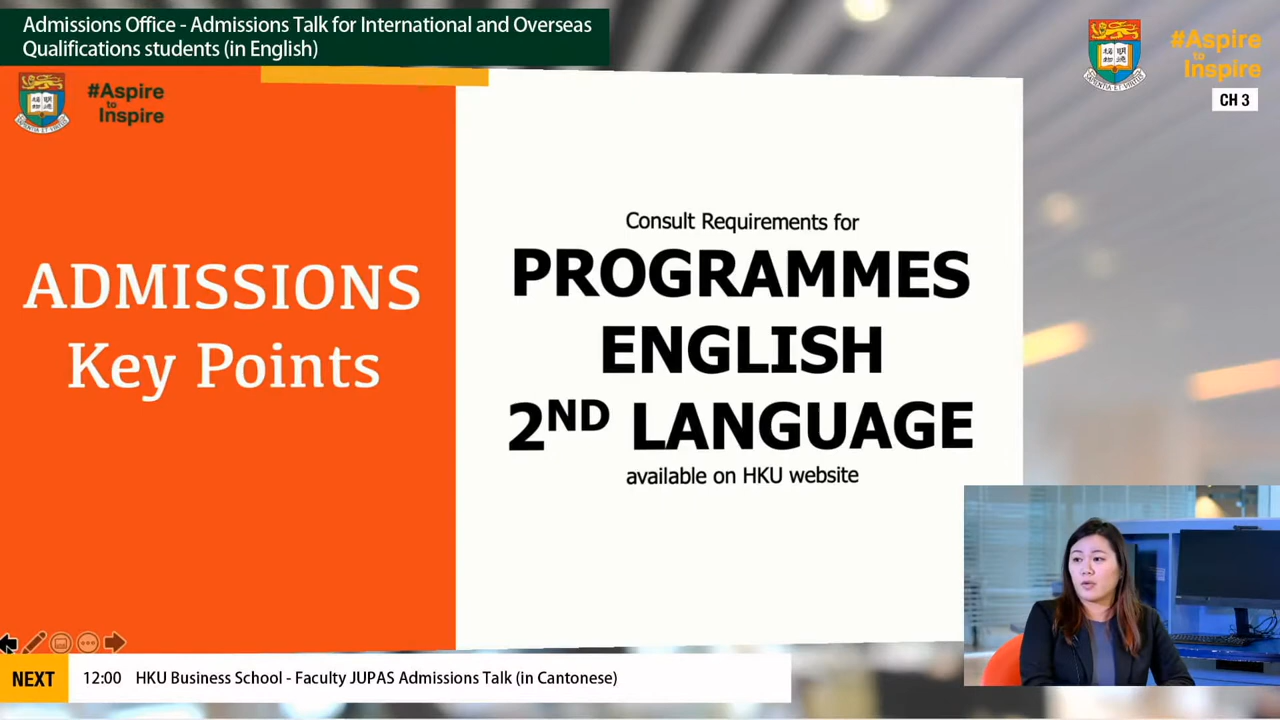 Admissions Office - Admissions Talk for International and Overseas
Qualifications students (in English)
#Aspire
to
Inspire
#Aspire
to
Inspire
CH 3
ADMISSIONS
Key Points
Consult Requirements for
PROGRAMMES
ENGLISH
2ND LANGUAGE
available on HKU website
NEXT 12:00 HKU Business School - Faculty JUPAS Admissions Talk (in Cantonese)